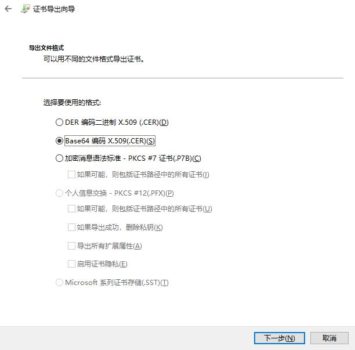 证书导出向导
导出文件格式
可以用不同的文件格式导出证书。
选择要使用的格式:
DER 编码二进制 X.509 (.CER)(D)
Base64 编码 X.509(.CER)(S)
加密消息语法标准 - PKCS #7 证书(.P7B)(C)
如果可能，则包括证书路径中的所有证书(I)
个人信息交换 - PKCS #12(.PFX)(P)
如果可能，则包括证书路径中的所有证书(U)
如果导出成功，删除私钥(K)
导出所有扩展属性(A)
启用证书隐私(E)
Microsoft 系列证书存储(.SST)(T)
下一步(N) 取消